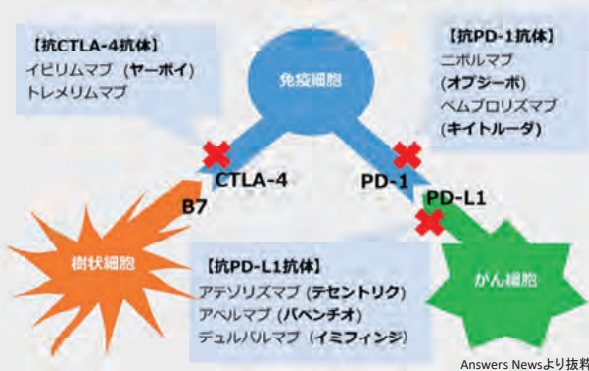 【抗CTLA-4抗体】
イピリムマブ (ヤーボイ)
トレメリムマブ
免疫細胞
【抗PD-1抗体】
ニボルマブ
(オプジーボ)
ペムブロリズマブ
(キイトルーダ)
CTLA-4
B7
PD-1
PD-L1
樹状細胞
【抗PD-L1抗体】
アテゾリズマブ (テセントリク)
アベルマブ (バベンチオ)
デュルバルマブ (イミフィンジ)
がん細胞
Answers Newsより抜粋